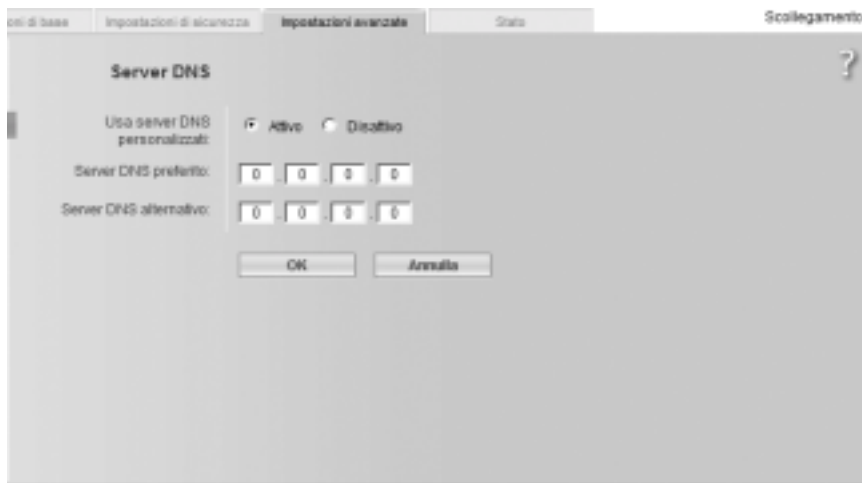 oni di base Impostazioni di sicurezza Impostazioni avanzate Stato Scollegamento
?
Server DNS
Usa server DNS Attivo Disattivo
personalizzati:
Server DNS preferito: 0 . 0 . 0 . 0
Server DNS alternativo: 0 . 0 . 0 . 0
OK Annulla